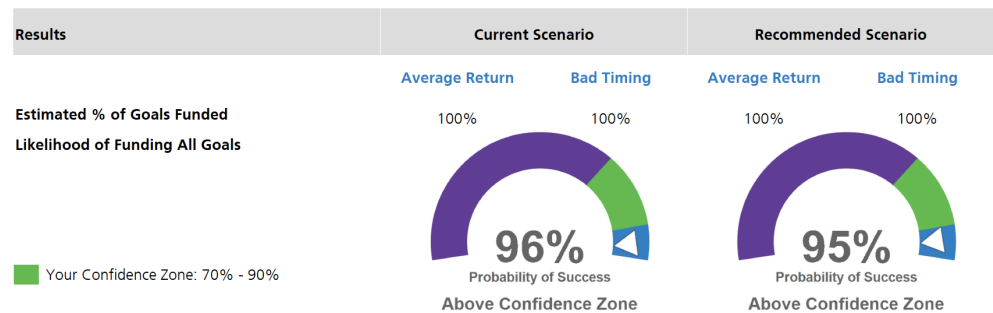 Results Current Scenario Recommended Scenario
Average Return Bad Timing Average Return Bad Timing
Estimated % of Goals Funded 100% 100% 100% 100%
Likelihood of Funding All Goals
96% 95%
Your Confidence Zone: 70% - 90% Probability of Success Probability of Success
Above Confidence Zone Above Confidence Zone